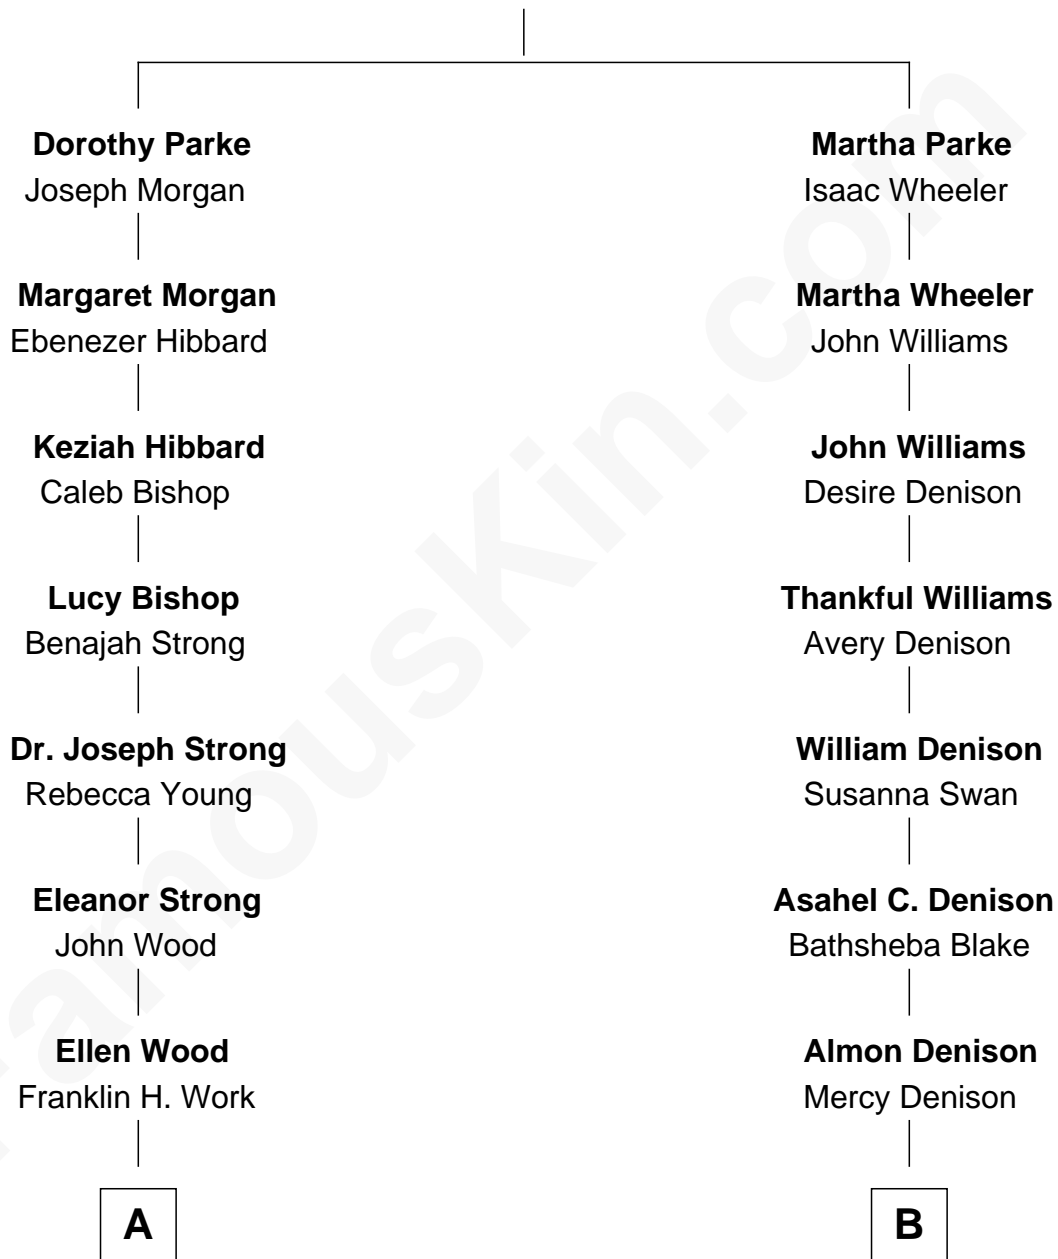 Dorothy Parke
Joseph Morgan
Martha Parke
Isaac Wheeler
Margaret Morgan
Ebenezer Hibbard
Martha Wheeler
John Williams
Keziah Hibbard
Caleb Bishop
John Williams
Desire Denison
Lucy Bishop
Benajah Strong
Thankful Williams
Avery Denison
Dr. Joseph Strong
Rebecca Young
William Denison
Susanna Swan
Eleanor Strong
John Wood
Asahel C. Denison
Bathsheba Blake
Ellen Wood
Franklin H. Work
Almon Denison
Mercy Denison
A
B
FamousKin.com